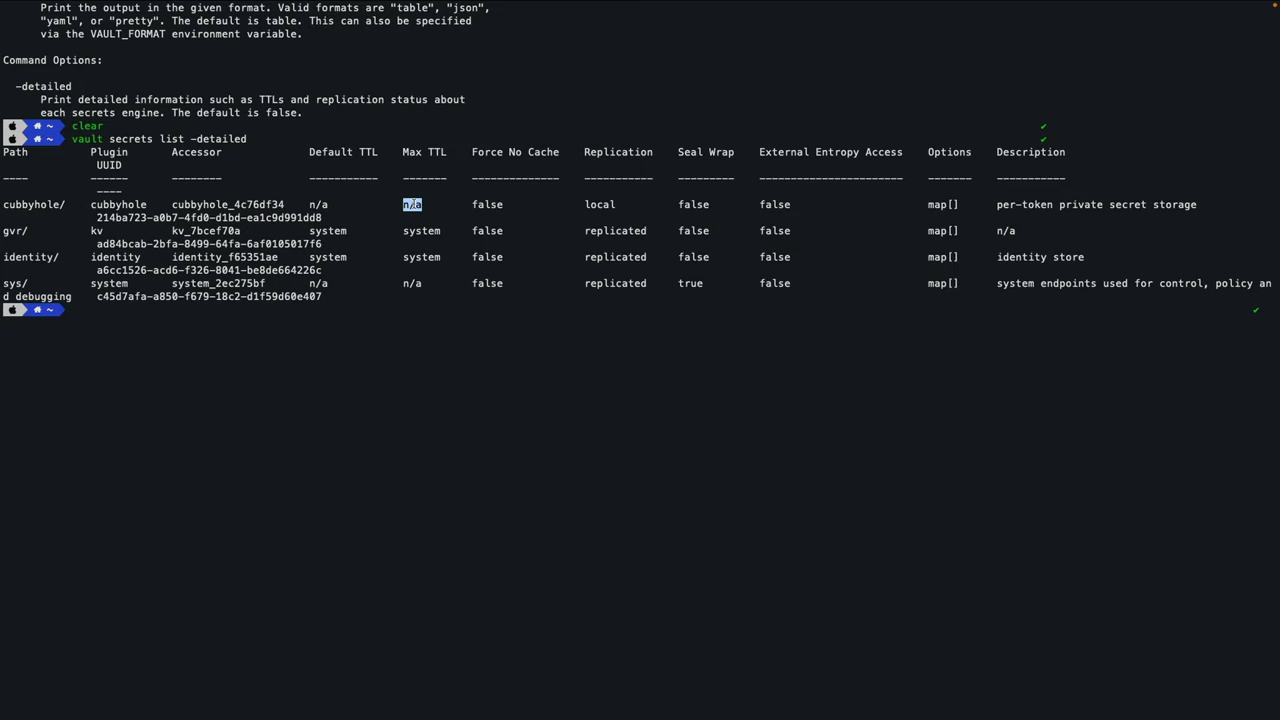 Print the output in the given format. Valid formats are "table", "json",
"yaml", or "pretty". The default is table. This can also be specified
via the VAULT_FORMAT environment variable.
Command Options:
-detailed
Print detailed information such as TTLs and replication status about
each secrets engine. The default is false.
~ clear ✔
~ vault secrets list -detailed ✔
Path Plugin Accessor Default TTL Max TTL Force No Cache Replication Seal Wrap External Entropy Access Options Description
UUID
---- ------ -------- ----------- ------- -------------- ----------- --------- ----------------------- ------- -----------
----
cubbyhole/ cubbyhole cubbyhole_4c76df34 n/a n/a false local false false map[] per-token private secret storage
214ba723-a0b7-4fd0-d1bd-ea1c9d991dd8
gvr/ kv kv_7bcef70a system system false replicated false false map[] n/a
ad84bcab-2bfa-8499-64fa-6af0105017f6
identity/ identity identity_f65351ae system system false replicated false false map[] identity store
a6cc1526-acd6-f326-8041-be8de664226c
sys/ system system_2ec275bf n/a n/a false replicated true false map[] system endpoints used for control, policy an
d debugging c45d7afa-a850-f679-18c2-d1f59d60e407
~ ✔